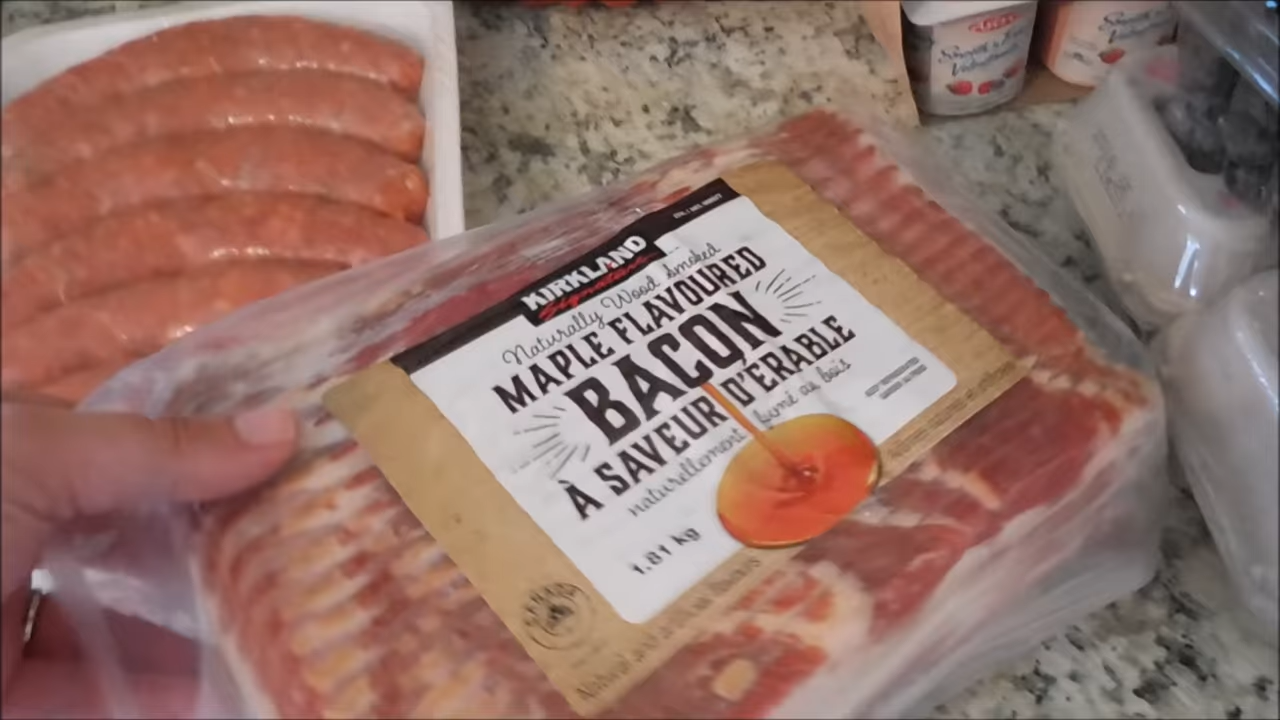 KIRKLAND
Signature
Naturally Wood Smoked
MAPLE FLAVOURED
BACON
À SAVEUR D'ÉRABLE
naturellement fumé au bois
1.81 kg